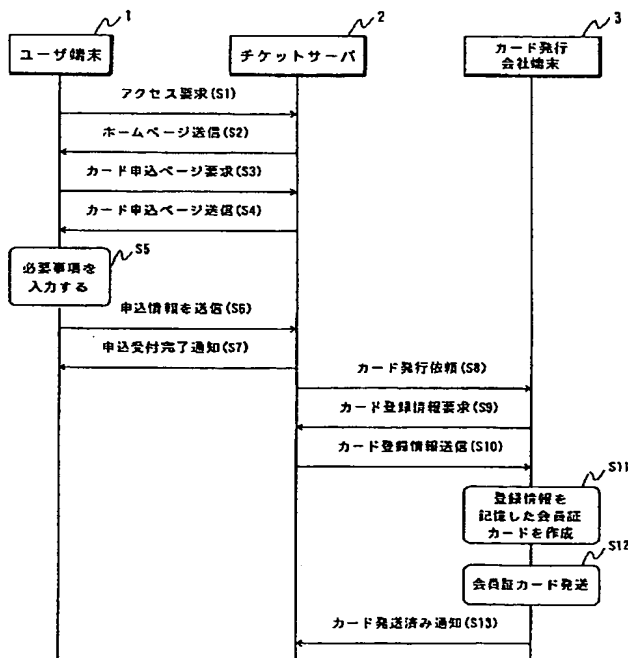 1
2
3
ユーザ端末
チケットサーバ
カード発行
会社端末
アクセス要求(S1)
ホームページ送信(S2)
カード申込ページ要求(S3)
カード申込ページ送信(S4)
S5
必要事項を
入力する
申込情報を送信(S6)
申込受付完了通知(S7)
カード発行依頼(S8)
カード登録情報要求(S9)
カード登録情報送信(S10)
S11
登録情報を
記憶した会員証
カードを作成
S12
会員証カード発送
カード発送済み通知(S13)